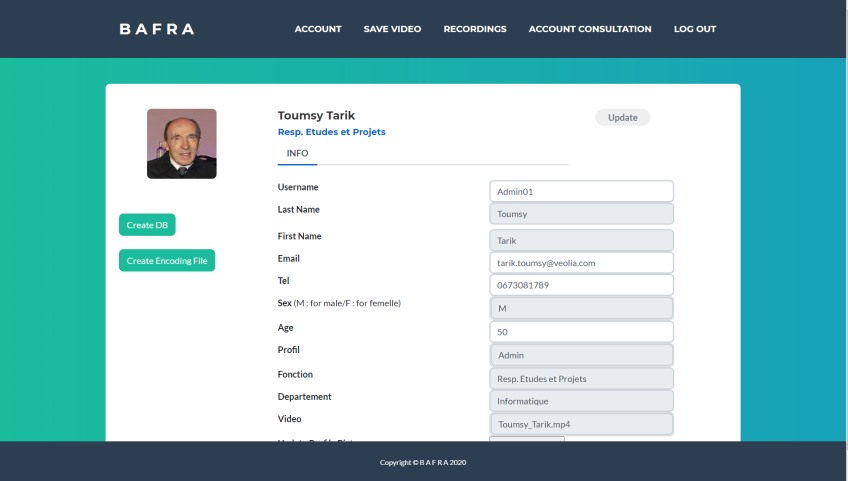 B A F R A
ACCOUNT SAVE VIDEO RECORDINGS ACCOUNT CONSULTATION LOG OUT
Toumsy Tarik
Update
Resp. Etudes et Projets
INFO
Create DB
Create Encoding File
Username Admin01
Last Name Toumsy
First Name Tarik
Email tarik.toumsy@veolia.com
Tel 0673081789
Sex (M : for male/F : for femelle) M
Age 50
Profil Admin
Fonction Resp. Etudes et Projets
Departement Informatique
Video Toumsy_Tarik.mp4
Copyright © B A F R A 2020